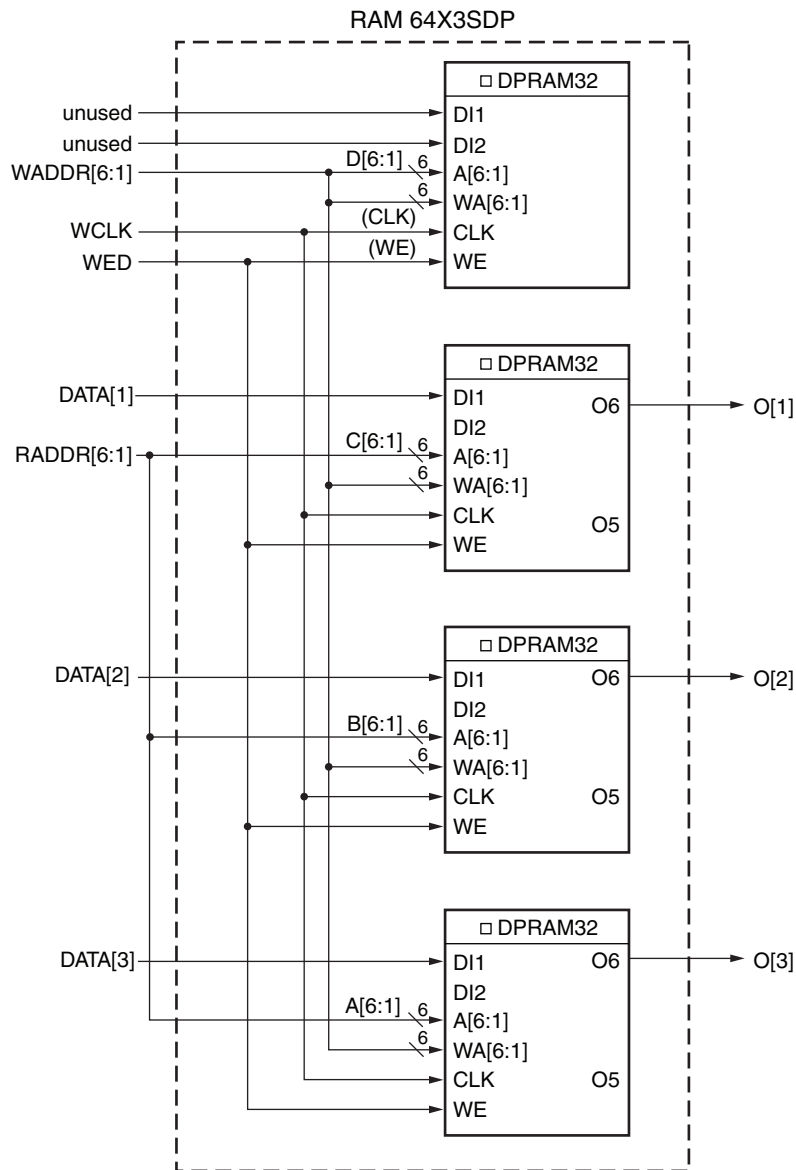 RAM 64X3SDP
DPRAM32
unused
DI1
unused
DI2
WADDR[6:1]
D[6:1]
6
A[6:1]
6
WA[6:1]
WCLK
(CLK)
CLK
WED
(WE)
WE
DPRAM32
DATA[1]
DI1
O6
O[1]
DI2
RADDR[6:1]
C[6:1]
6
A[6:1]
6
WA[6:1]
CLK
O5
WE
DPRAM32
DATA[2]
DI1
O6
O[2]
DI2
B[6:1]
6
A[6:1]
6
WA[6:1]
CLK
O5
WE
DPRAM32
DATA[3]
DI1
O6
O[3]
DI2
A[6:1]
6
A[6:1]
6
WA[6:1]
CLK
O5
WE